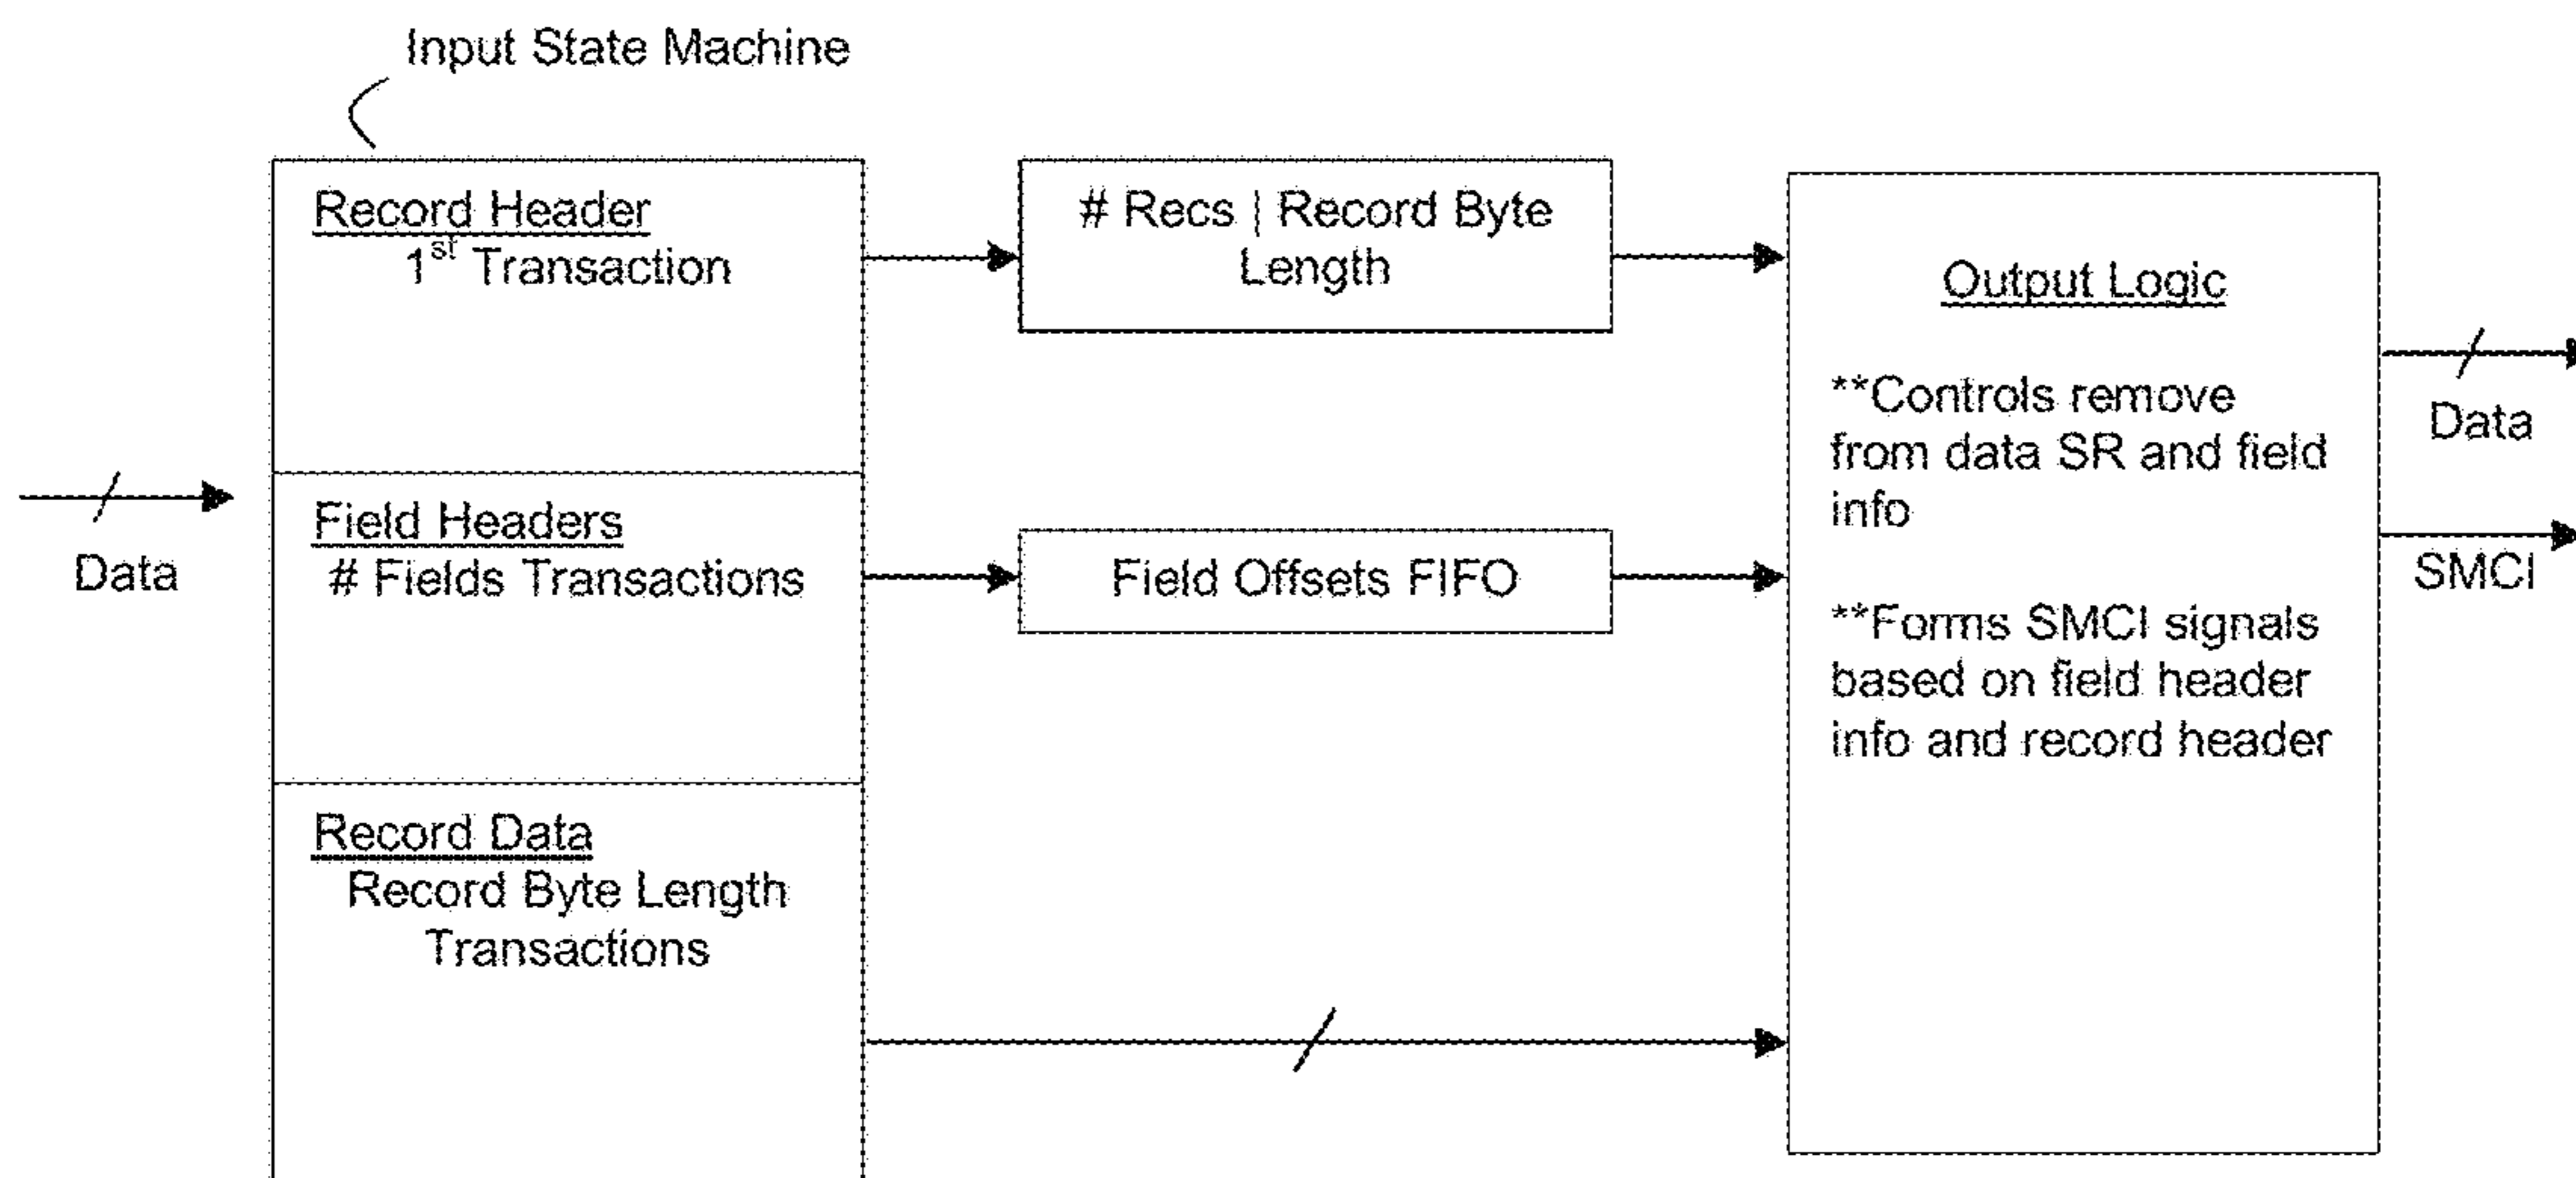 Input State Machine
Record Header
1st Transaction
# Recs | Record Byte
Length
Output Logic
**Controls remove
from data SR and field
info
**Forms SMCI signals
based on field header
info and record header
Data
SMCI
Data
Field Headers
# Fields Transactions
Field Offsets FIFO
Record Data
Record Byte Length
Transactions